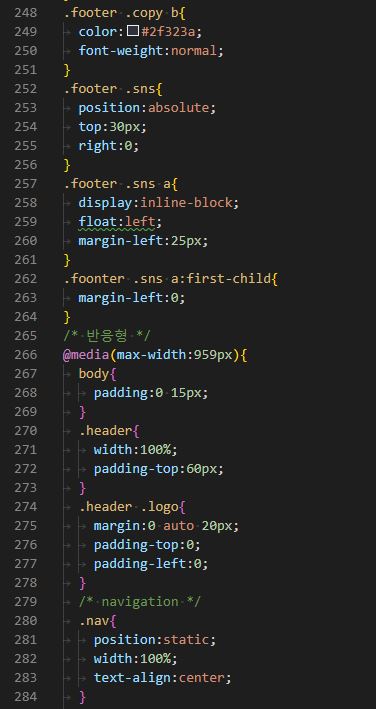 248 .footer .copy b{
249 color:#2f323a;
250 font-weight:normal;
251 }
252 .footer .sns{
253 position:absolute;
254 top:30px;
255 right:0;
256 }
257 .footer .sns a{
258 display:inline-block;
259 float:left;
260 margin-left:25px;
261 }
262 .foonter .sns a:first-child{
263 margin-left:0;
264 }
265 /* 반응형 */
266 @media(max-width:959px){
267 body{
268 padding:0 15px;
269 }
270 .header{
271 width:100%;
272 padding-top:60px;
273 }
274 .header .logo{
275 margin:0 auto 20px;
276 padding-top:0;
277 padding-left:0;
278 }
279 /* navigation */
280 .nav{
281 position:static;
282 width:100%;
283 text-align:center;
284 }